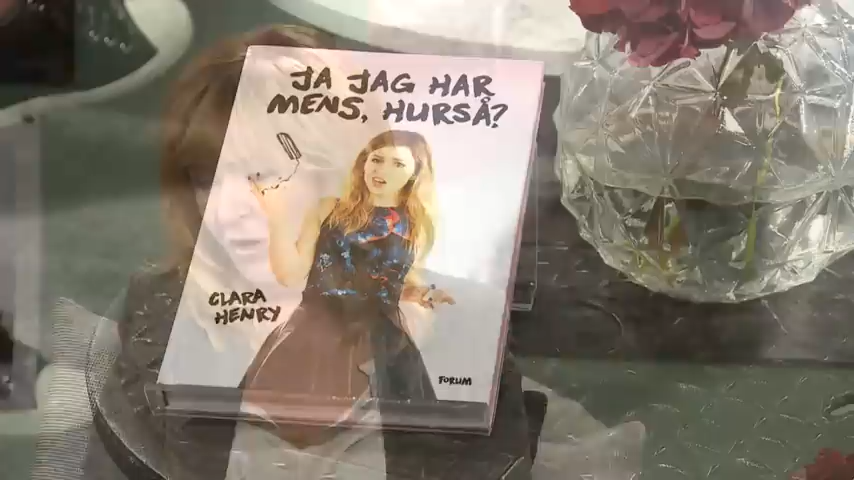 JA JAG HAR
MENS, HURSÅ?
CLARA
HENRY
FORUM